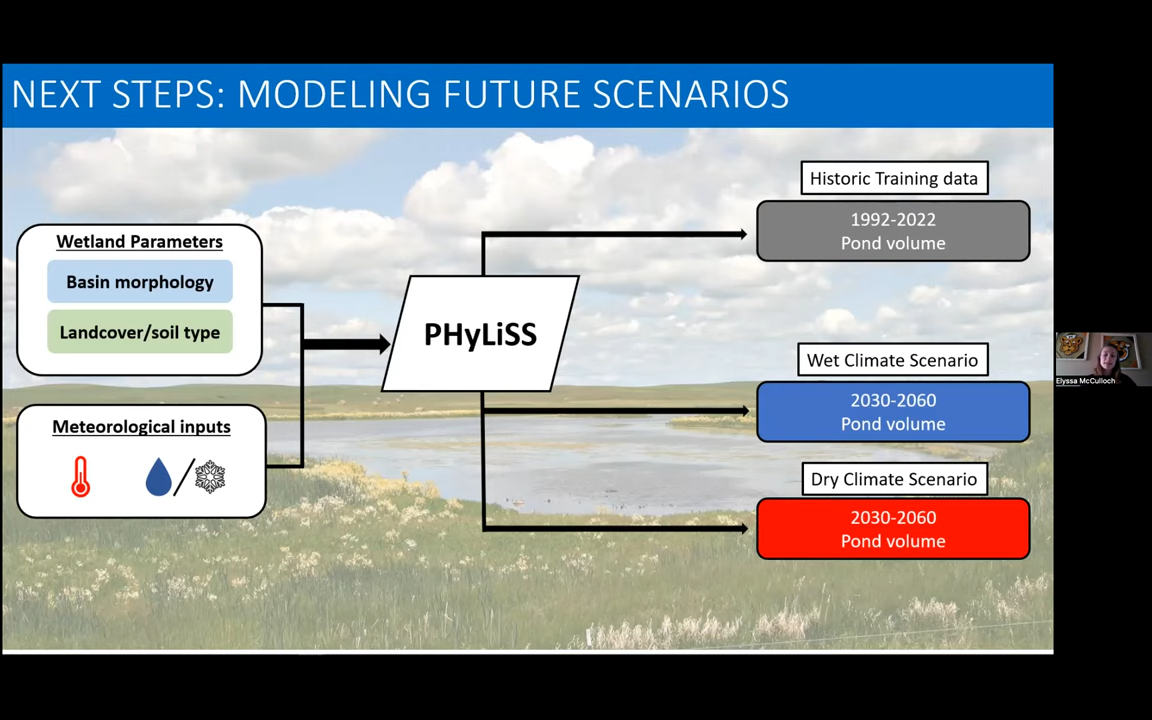 NEXT STEPS: MODELING FUTURE SCENARIOS
Wetland Parameters
Basin morphology
Landcover/soil type
Meteorological inputs
PHyLiSS
Historic Training data
1992-2022
Pond volume
Wet Climate Scenario
2030-2060
Pond volume
Dry Climate Scenario
2030-2060
Pond volume
Elyssa McCulloch